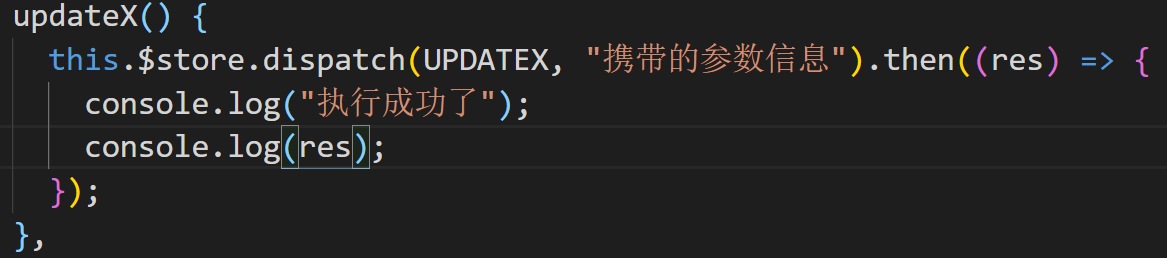 updateX() {
this.$store.dispatch(UPDATEX, "携带的参数信息").then((res) => {
console.log("执行成功了");
console.log(res);
});
},